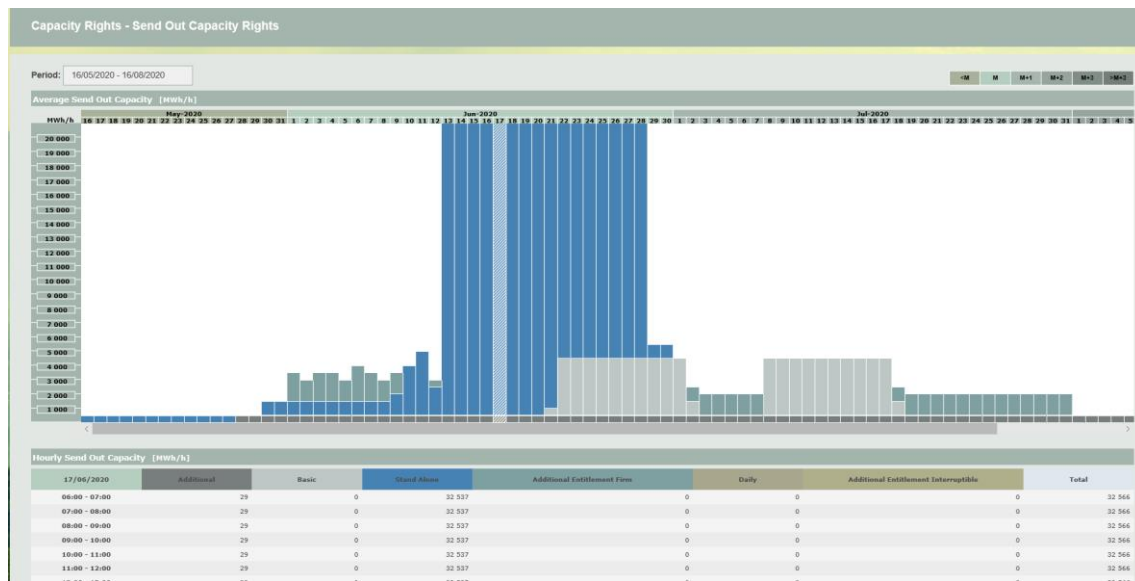 Capacity Rights - Send Out Capacity Rights
Period: 16/05/2020 - 16/08/2020
<M M M+1 M+2 M+3 >M+3
Average Send Out Capacity [MWh/h]
May-2020 Jun-2020 Jul-2020
MWh/h 16 17 18 19 20 21 22 23 24 25 26 27 28 29 30 31 1 2 3 4 5 6 7 8 9 10 11 12 13 14 15 16 17 18 19 20 21 22 23 24 25 26 27 28 29 30 1 2 3 4 5 6 7 8 9 10 11 12 13 14 15 16 17 18 19 20 21 22 23 24 25 26 27 28 29 30 31 1 2 3 4 5
20 000
19 000
18 000
17 000
16 000
15 000
14 000
13 000
12 000
11 000
10 000
9 000
8 000
7 000
6 000
5 000
4 000
3 000
2 000
1 000
Hourly Send Out Capacity [MWh/h]
17/06/2020 Additional Basic Stand Alone Additional Entitlement Firm Daily Additional Entitlement Interruptible Total
06:00 - 07:00 29 0 32 537 0 0 0 32 566
07:00 - 08:00 29 0 32 537 0 0 0 32 566
08:00 - 09:00 29 0 32 537 0 0 0 32 566
09:00 - 10:00 29 0 32 537 0 0 0 32 566
10:00 - 11:00 29 0 32 537 0 0 0 32 566
11:00 - 12:00 29 0 32 537 0 0 0 32 566